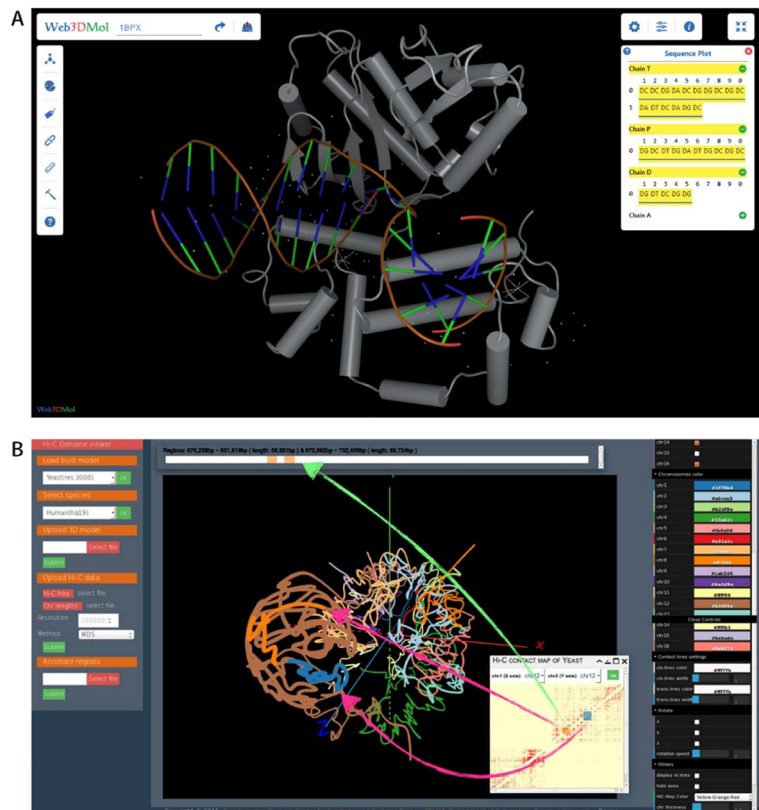 A
Web3DMol 1BPX
Sequence Plot
Chain T
1 2 3 4 5 6 7 8 9 0
0 DC DC DG DA DC DG DG DC DG DC
1 DA DT DC DA DG DC
Chain P
1 2 3 4 5 6 7 8 9 0
0 DG DC DT DG DA DT DG DC DG DC
Chain D
1 2 3 4 5 6 7 8 9 0
0 DG DT DC DG DG
Chain A
Web3DMol
B
Hi-C Genome viewer
Load built model
Yeast(res:3000) OK
Select species
Human(hg19) OK
Upload 3D model
Select file
Submit
Upload Hi-C data
Hi-C freq select file
Chr lengths select file
Resolution
Method MDS
Submit
Annotate regions
Select file
Submit
X
Z
Hi-C contact map of Yeast
chr1 (X axis) chr12 chr2 (Y axis) chr12 OK
chr14
chr15
chr16
Chromosomes color
chr1
chr2
chr3
chr4
chr5
chr6
chr7
chr8
chr9
chr10
chr11
chr12
chr13
Close Controls
chr14
chr15
chr16
Contact lines settings
cis-lines color
cis-lines width
trans-lines color
trans-lines width
Rotate
x
y
z
rotation speed
Others
display in lines
hide axes
HiC-Map Color Yellow-Orange-Red
chr thickness